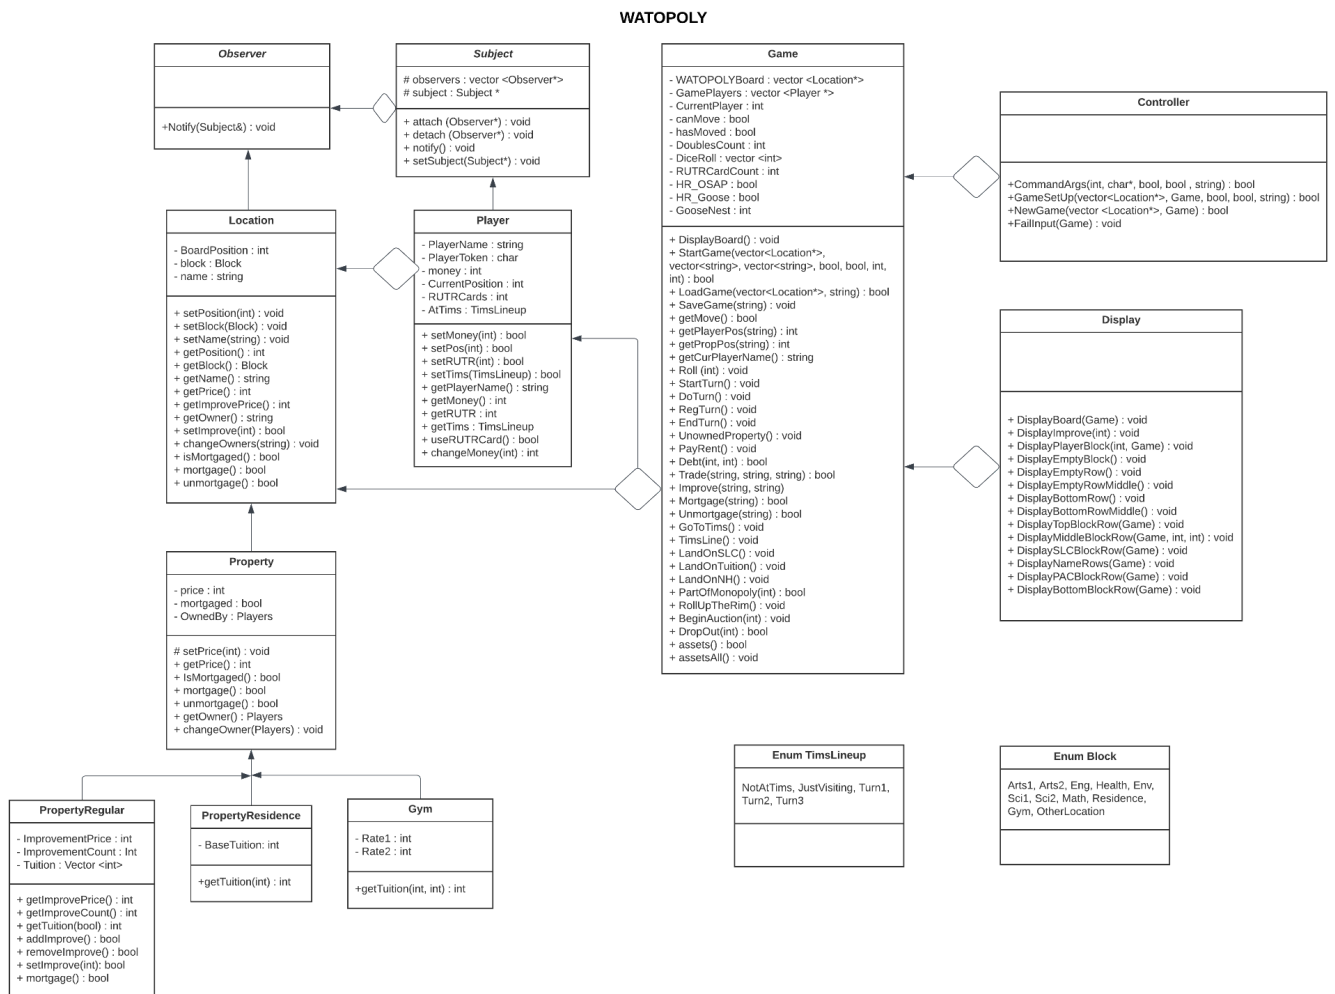 WATOPOLY
Observer
+Notify(Subject&) : void
Subject
# observers : vector <Observer*>
# subject : Subject *
+ attach (Observer*) : void
+ detach (Observer*) : void
+ notify() : void
+ setSubject(Subject*) : void
Game
- WATOPOLYBoard : vector <Location*>
- GamePlayers : vector <Player *>
- CurrentPlayer : int
- canMove : bool
- hasMoved : bool
- DoublesCount : int
- DiceRoll : vector <int>
- RUTRCardCount : int
- HR_OSAP : bool
- HR_Goose : bool
- GooseNest : int
+ DisplayBoard() : void
+ StartGame(vector<Location*>,
vector<string>, vector<string>, bool, bool, int,
int) : bool
+ LoadGame(vector<Location*>, string) : bool
+ SaveGame(string) : void
+ getMove() : bool
+ getPlayerPos(string) : int
+ getPropPos(string) : int
+ getCurPlayerName() : string
+ Roll (int) : void
+ StartTurn() : void
+ DoTurn() : void
+ RegTurn() : void
+ EndTurn() : void
+ UnownedProperty() : void
+ PayRent() : void
+ Debt(int, int) : bool
+ Trade(string, string, string) : bool
+ Improve(string, string)
+ Mortgage(string) : bool
+ Unmortgage(string) : bool
+ GoToTims() : void
+ TimsLine() : void
+ LandOnSLC() : void
+ LandOnTuition() : void
+ LandOnNH() : void
+ PartOfMonopoly(int) : bool
+ RollUpTheRim() : void
+ BeginAuction(int) : void
+ DropOut(int) : bool
+ assets() : bool
+ assetsAll() : void
Controller
+CommandArgs(int, char*, bool, bool , string) : bool
+GameSetUp(vector<Location*>, Game, bool, bool, string) : bool
+NewGame(vector <Location*>, Game) : bool
+FailInput(Game) : void
Location
- BoardPosition : int
- block : Block
- name : string
+ setPosition(int) : void
+ setBlock(Block) : void
+ setName(string) : void
+ getPosition() : int
+ getBlock() : Block
+ getName() : string
+ getPrice() : int
+ getImprovePrice() : int
+ getOwner() : string
+ setImprove(int) : bool
+ changeOwners(string) : void
+ isMortgaged() : bool
+ mortgage() : bool
+ unmortgage() : bool
Player
- PlayerName : string
- PlayerToken : char
- money : int
- CurrentPosition : int
- RUTRCards : int
- AtTims : TimsLineup
+ setMoney(int) : bool
+ setPos(int) : bool
+ setRUTR(int) : bool
+ setTims(TimsLineup) : bool
+ getPlayerName() : string
+ getMoney() : int
+ getRUTR : int
+ getTims : TimsLineup
+ useRUTRCard() : bool
+ changeMoney(int) : int
Display
+ DisplayBoard(Game) : void
+ DisplayImprove(int) : void
+ DisplayPlayerBlock(int, Game) : void
+ DisplayEmptyBlock() : void
+ DisplayEmptyRow() : void
+ DisplayEmptyRowMiddle() : void
+ DisplayBottomRow() : void
+ DisplayBottomRowMiddle() : void
+ DisplayTopBlockRow(Game) : void
+ DisplayMiddleBlockRow(Game, int, int) : void
+ DisplaySLCBlockRow(Game) : void
+ DisplayNameRows(Game) : void
+ DisplayPACBlockRow(Game) : void
+ DisplayBottomBlockRow(Game) : void
Property
- price : int
- mortgaged : bool
- OwnedBy : Players
# setPrice(int) : void
+ getPrice() : int
+ IsMortgaged() : bool
+ mortgage() : bool
+ unmortgage() : bool
+ getOwner() : Players
+ changeOwner(Players) : void
Enum TimsLineup
NotAtTims, JustVisiting, Turn1,
Turn2, Turn3
Enum Block
Arts1, Arts2, Eng, Health, Env,
Sci1, Sci2, Math, Residence,
Gym, OtherLocation
PropertyRegular
- ImprovementPrice : int
- ImprovementCount : Int
- Tuition : Vector <int>
+ getImprovePrice() : int
+ getImproveCount() : int
+ getTuition(bool) : int
+ addImprove() : bool
+ removeImprove() : bool
+ setImprove(int): bool
+ mortgage() : bool
PropertyResidence
- BaseTuition: int
+getTuition(int) : int
Gym
- Rate1 : int
- Rate2 : int
+getTuition(int, int) : int